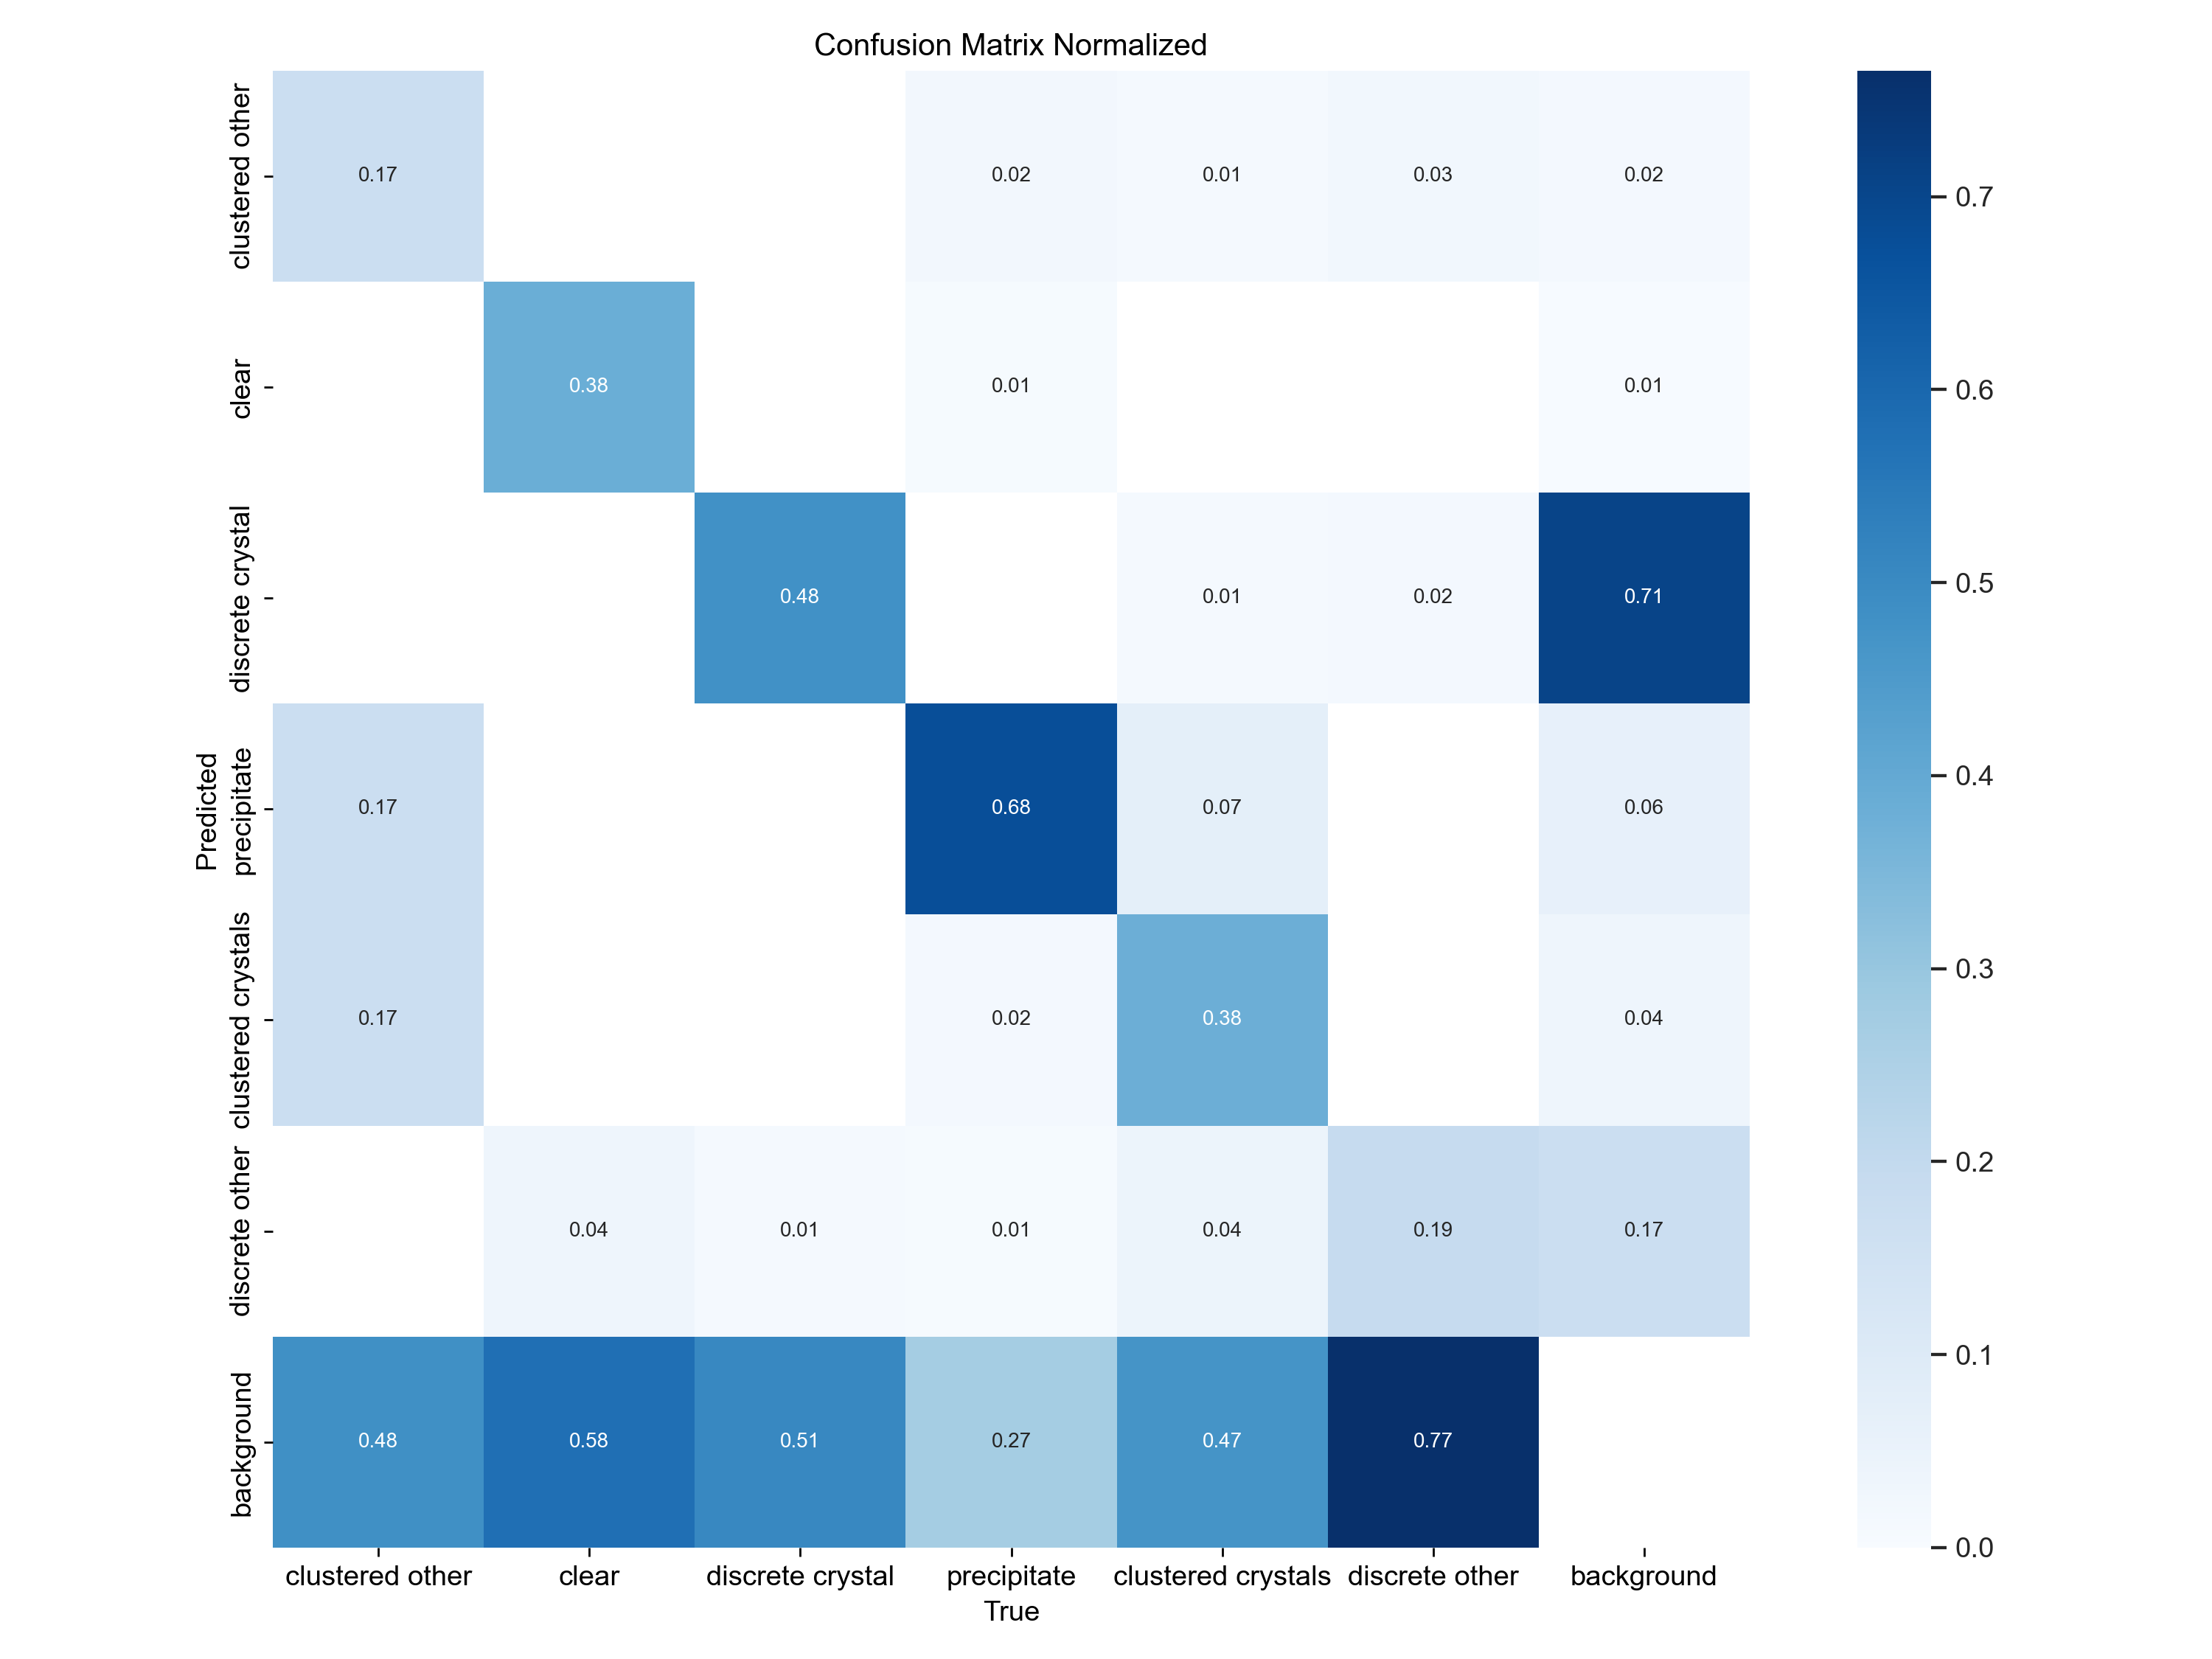 Confusion Matrix Normalized
clustered other
0.17
0.02
0.01
0.03
0.02
0.7
clear
0.38
0.01
0.01
0.6
discrete crystal
0.48
0.01
0.02
0.71
0.5
Predicted
precipitate
0.17
0.68
0.07
0.06
0.4
clustered crystals
0.17
0.02
0.38
0.04
0.3
discrete other
0.04
0.01
0.01
0.04
0.19
0.17
0.2
background
0.48
0.58
0.51
0.27
0.47
0.77
0.1
0.0
clustered other
clear
discrete crystal
precipitate
clustered crystals
discrete other
background
True